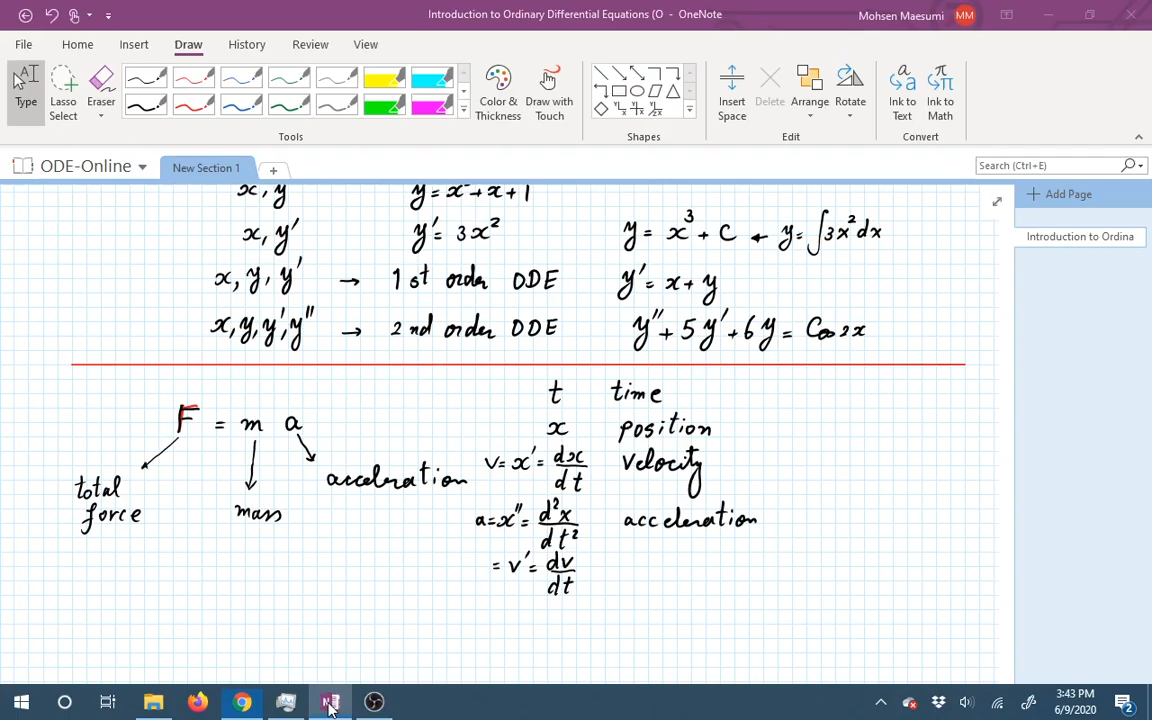 Introduction to Ordinary Differential Equations (O - OneNote
Mohsen Maesumi MM
File Home Insert Draw History Review View
Type Lasso Select Eraser
Color & Thickness Draw with Touch
Insert Space Delete Arrange Rotate
Ink to Text Ink to Math
Tools Shapes Edit Convert
ODE-Online New Section 1 + Search (Ctrl+E)
+ Add Page
Introduction to Ordina
x, y y = x² + x + 1
x, y' y' = 3x² y = x³ + C ← y = ∫3x²dx
x, y, y' → 1st order ODE y' = x + y
x, y, y', y'' → 2nd order ODE y'' + 5y' + 6y = Cos 2x
t time
F = m a x position
v = x' = dx/dt velocity
total force mass acceleration
a = x'' = d²x/dt² acceleration
= v' = dv/dt
3:43 PM
6/9/2020
2